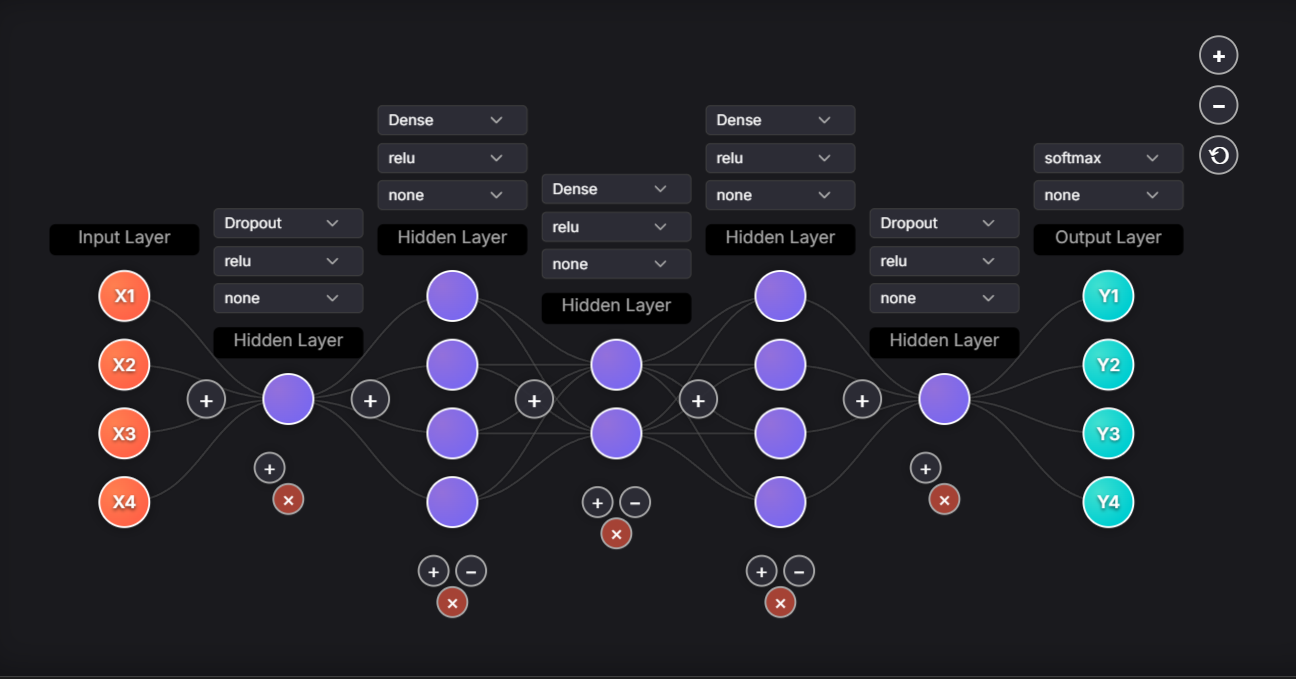 Input Layer
X1
X2
X3
X4
Dropout
relu
none
Hidden Layer
+
+
×
Dense
relu
none
Hidden Layer
+
+
−
×
Dense
relu
none
Hidden Layer
+
+
−
×
Dense
relu
none
Hidden Layer
+
+
−
×
Dropout
relu
none
Hidden Layer
+
+
×
softmax
none
Output Layer
Y1
Y2
Y3
Y4
+
−